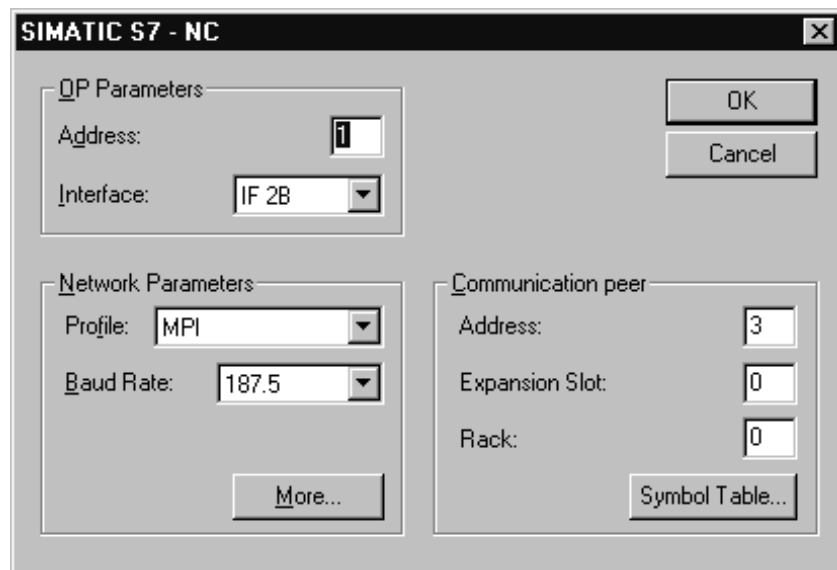 SIMATIC S7 - NC
OP Parameters
Address: 1
Interface: IF 2B
OK
Cancel
Network Parameters
Profile: MPI
Baud Rate: 187.5
More...
Communication peer
Address: 3
Expansion Slot: 0
Rack: 0
Symbol Table...